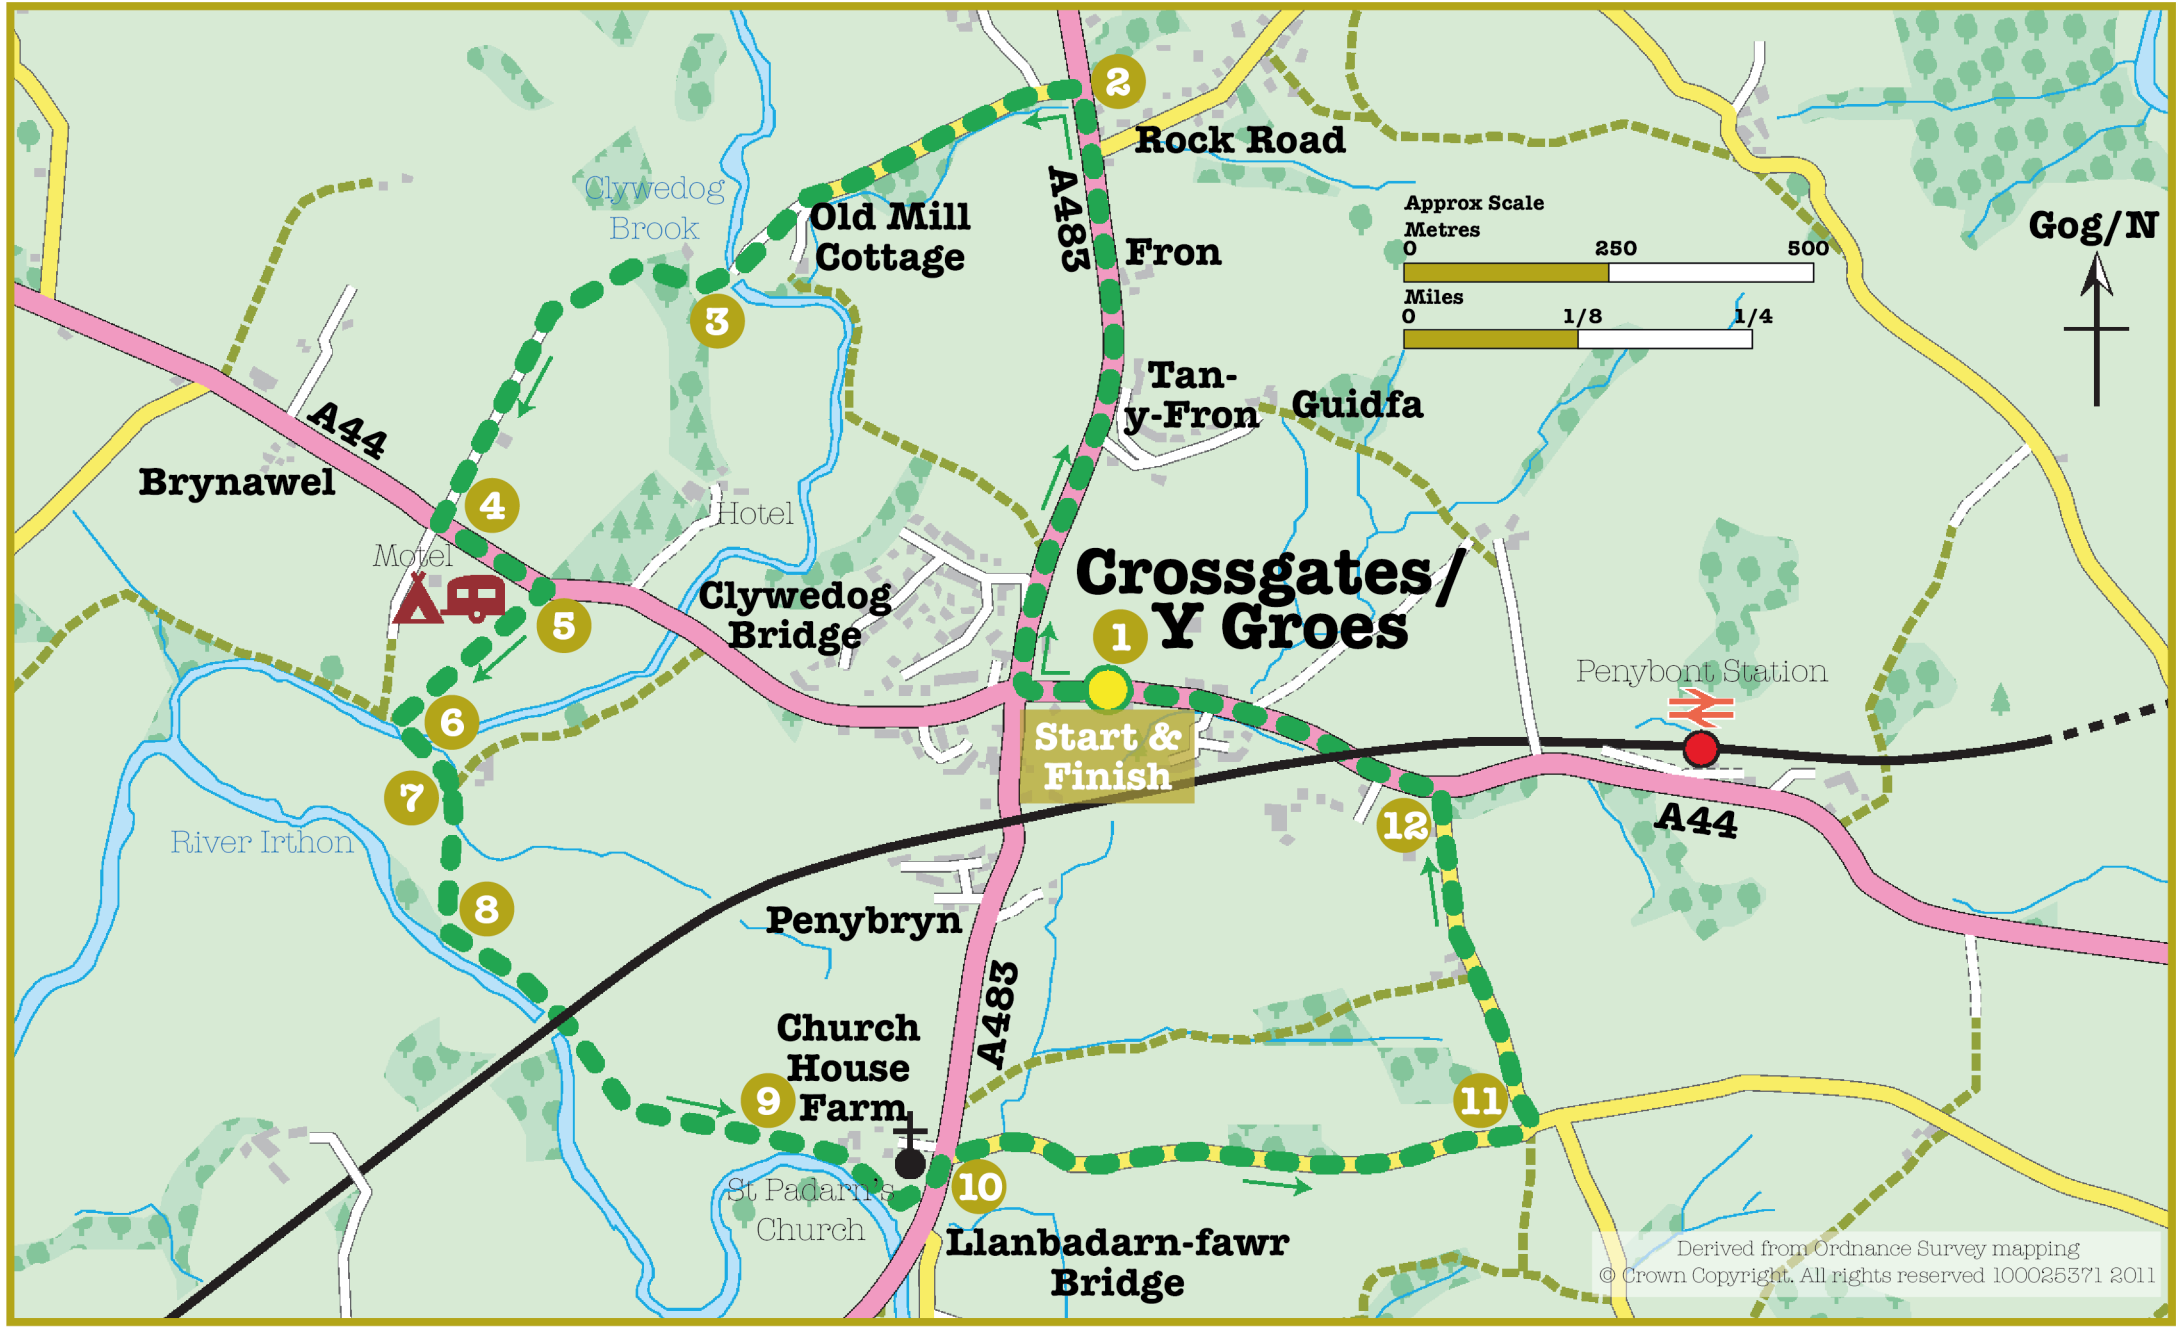 2
Rock Road
A483
Clywedog
Brook
Old Mill
Cottage
Fron
Approx Scale
Metres
0 250 500
Miles
0 1/8 1/4
Gog/N
3
Tan-
y-Fron
Guidfa
A44
Brynawel
4
Hotel
Motel
5
Clywedog
Bridge
Crossgates/
Y Groes
1
Penybont Station
6
Start &
Finish
7
12
A44
River Irthon
8
Penybryn
A483
Church
House
Farm
9
11
10
St Padarn's
Church
Llanbadarn-fawr
Bridge
Derived from Ordnance Survey mapping
© Crown Copyright. All rights reserved 100025371 2011